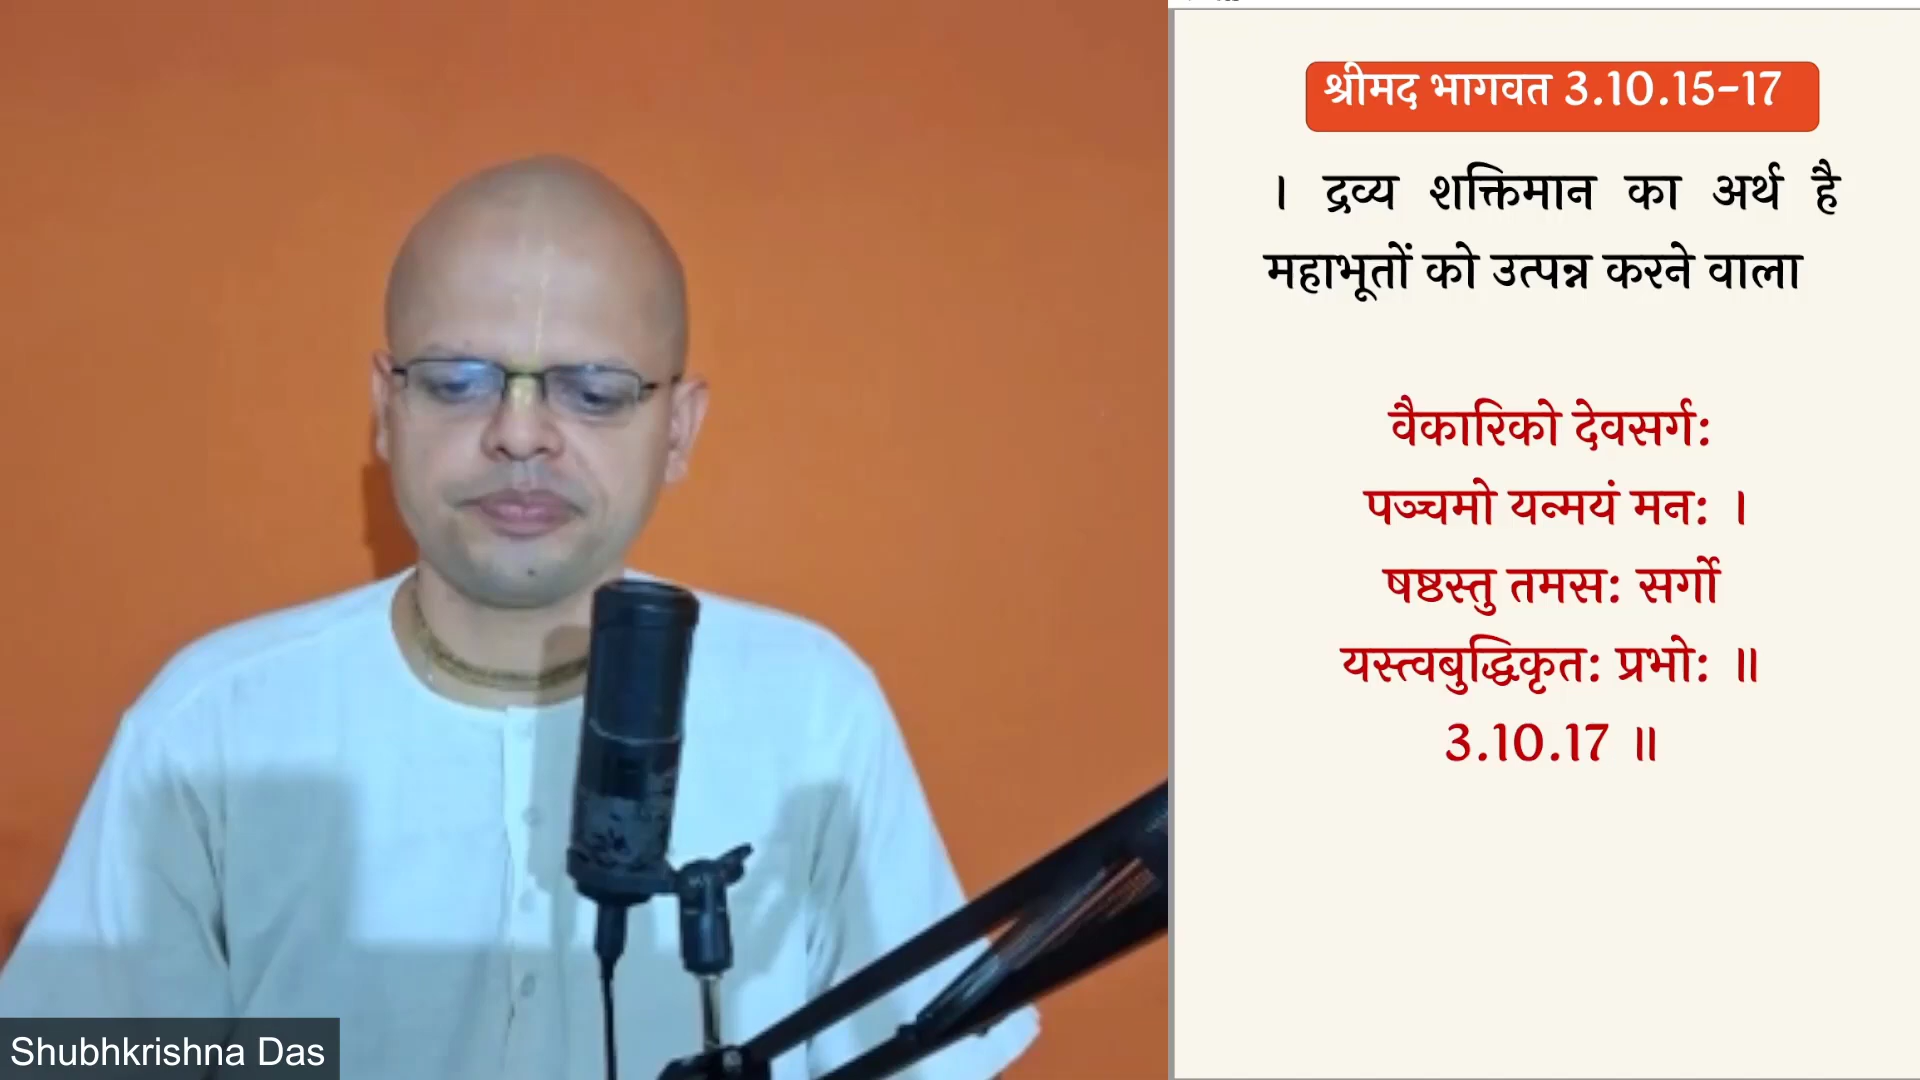 श्रीमद भागवत 3.10.15-17
। द्रव्य शक्तिमान का अर्थ है
महाभूतों को उत्पन्न करने वाला
वैकारिको देवसर्ग:
पञ्चमो यन्मयं मन: ।
षष्ठस्तु तमस: सर्गो
यस्त्वबुद्धिकृत: प्रभो: ॥
3.10.17 ॥
Shubhkrishna Das